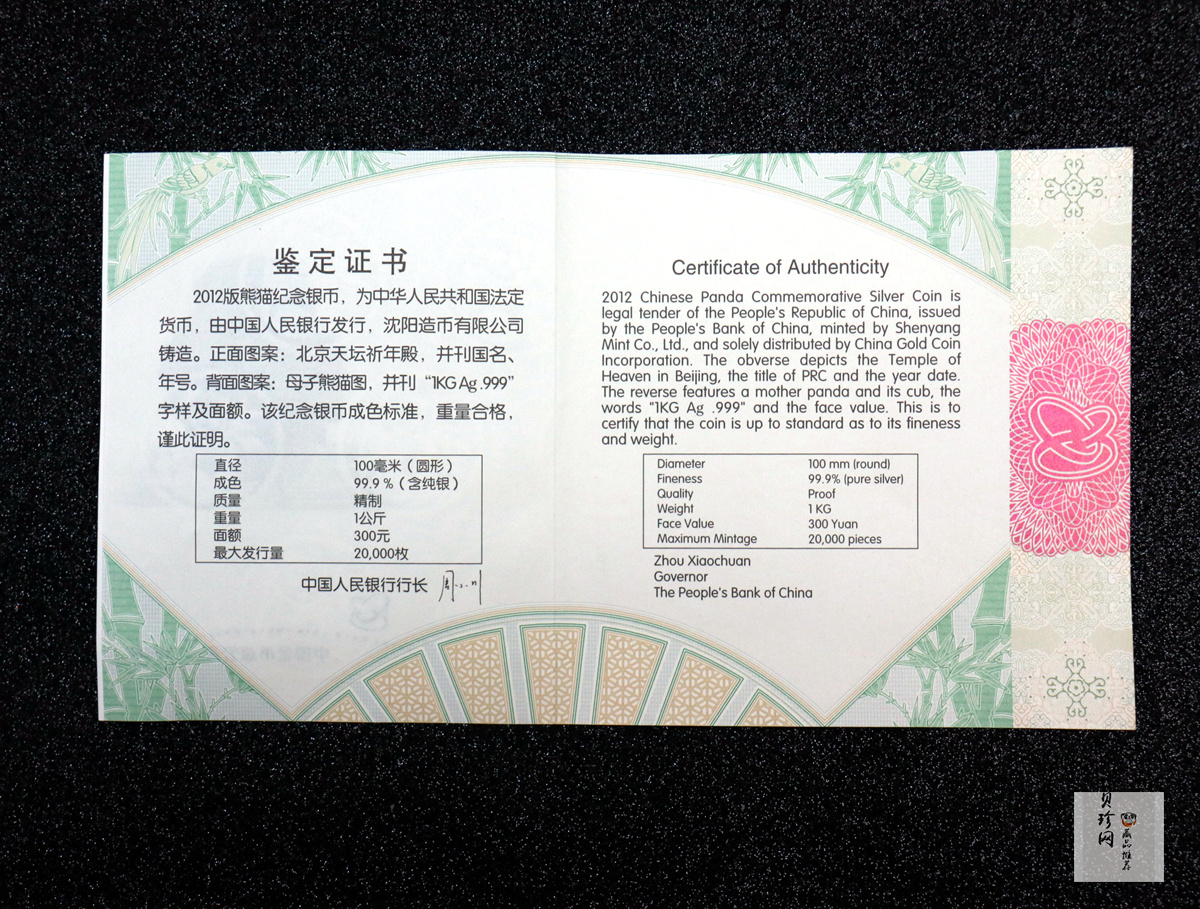 鉴定证书
2012版熊猫纪念银币，为中华人民共和国法定
货币，由中国人民银行发行，沈阳造币有限公司
铸造。正面图案：北京天坛祈年殿，并刊国名、
年号。背面图案：母子熊猫图，并刊“1KG Ag .999”
字样及面额。该纪念银币成色标准，重量合格，
谨此证明。
直径 100毫米（圆形）
成色 99.9 %（含纯银）
质量 精制
重量 1公斤
面额 300元
最大发行量 20,000枚
中国人民银行行长
Certificate of Authenticity
2012 Chinese Panda Commemorative Silver Coin is
legal tender of the People's Republic of China, issued
by the People's Bank of China, minted by Shenyang
Mint Co., Ltd., and solely distributed by China Gold Coin
Incorporation. The obverse depicts the Temple of
Heaven in Beijing, the title of PRC and the year date.
The reverse features a mother panda and its cub, the
words "1KG Ag .999" and the face value. This is to
certify that the coin is up to standard as to its fineness
and weight.
Diameter 100 mm (round)
Fineness 99.9% (pure silver)
Quality Proof
Weight 1 KG
Face Value 300 Yuan
Maximum Mintage 20,000 pieces
Zhou Xiaochuan
Governor
The People's Bank of China
珍网
藏品推荐